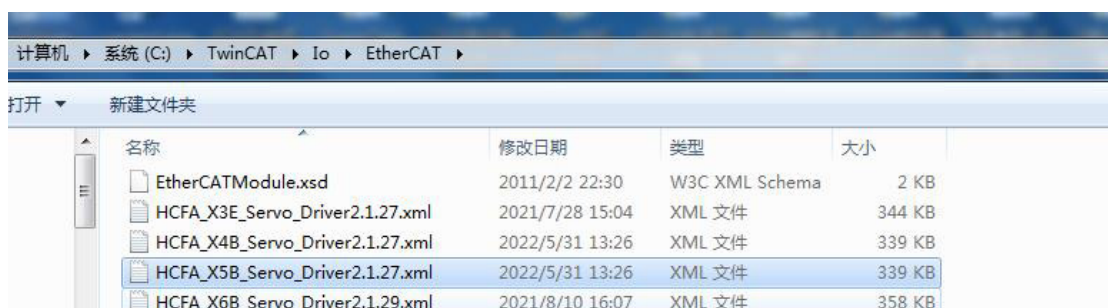 计算机 ▸ 系统 (C:) ▸ TwinCAT ▸ Io ▸ EtherCAT ▸
打开 ▼ 新建文件夹
名称 修改日期 类型 大小
EtherCATModule.xsd 2011/2/2 22:30 W3C XML Schema 2 KB
HCFA_X3E_Servo_Driver2.1.27.xml 2021/7/28 15:04 XML 文件 344 KB
HCFA_X4B_Servo_Driver2.1.27.xml 2022/5/31 13:26 XML 文件 339 KB
HCFA_X5B_Servo_Driver2.1.27.xml 2022/5/31 13:26 XML 文件 339 KB
HCFA_X6B_Servo_Driver2.1.29.xml 2021/8/10 16:07 XML 文件 358 KB